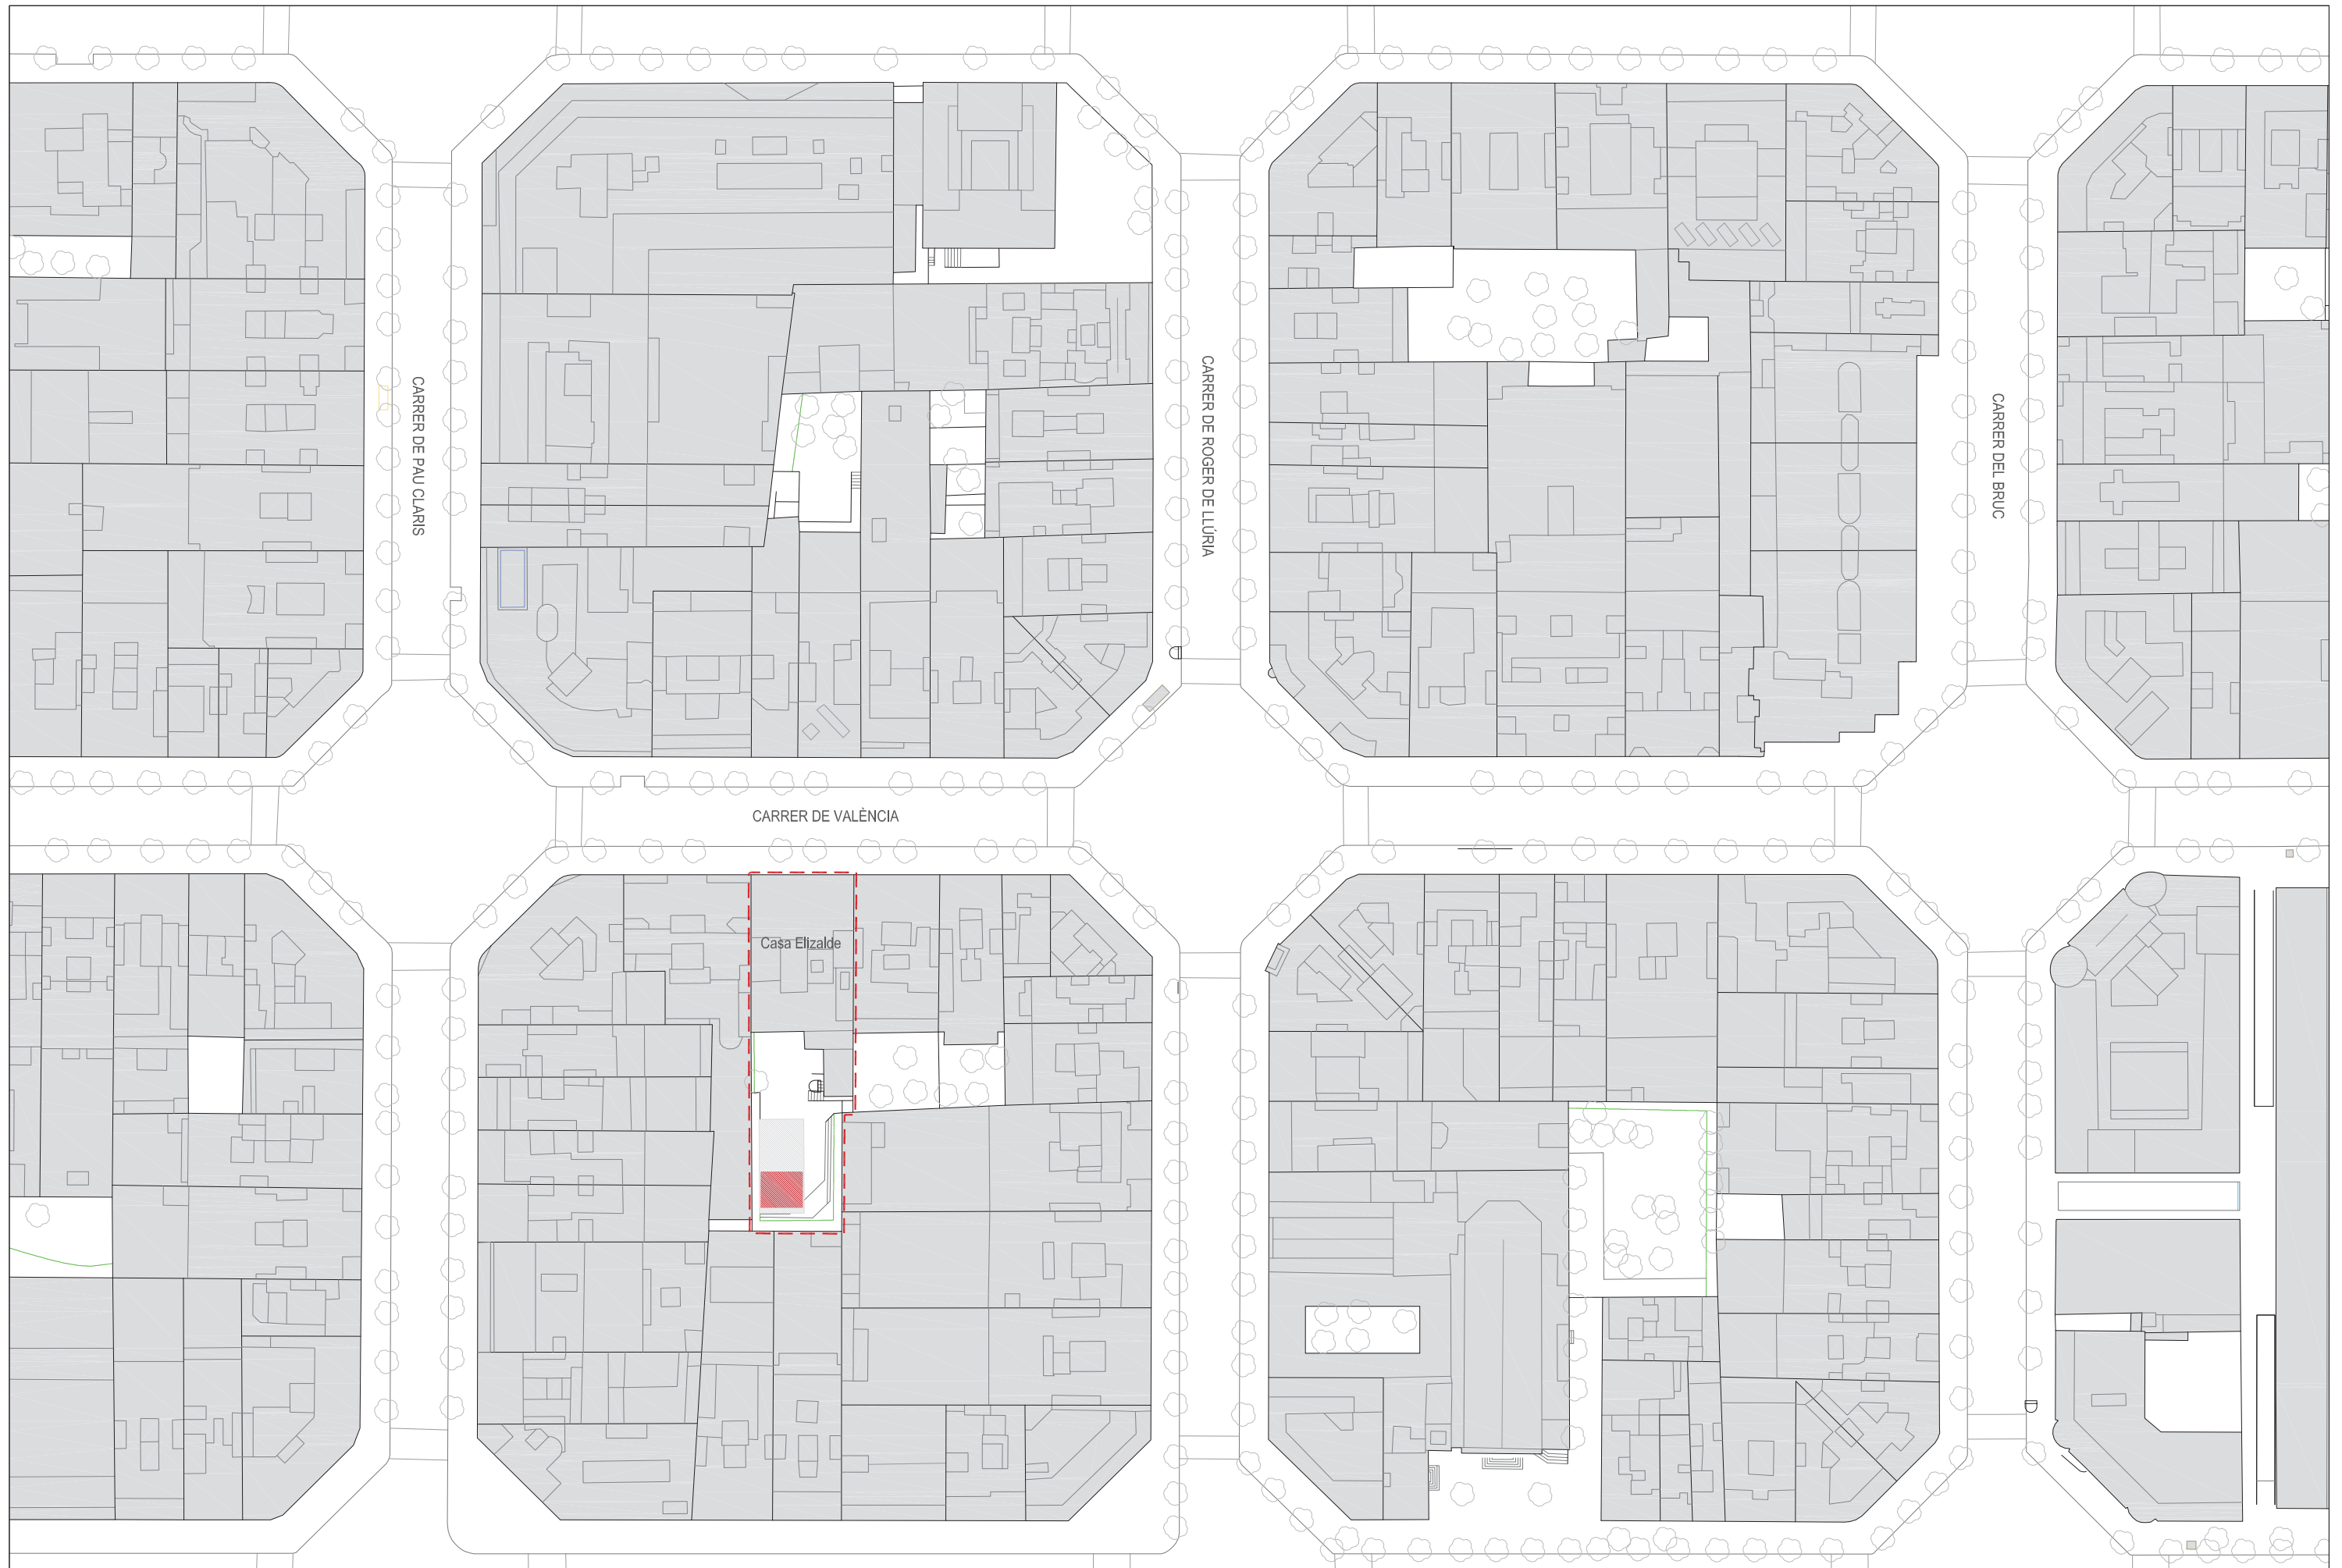 CARRER DE PAU CLARIS
CARRER DE ROGER DE LLÚRIA
CARRER DEL BRUC
CARRER DE VALÈNCIA
Casa Elizalde